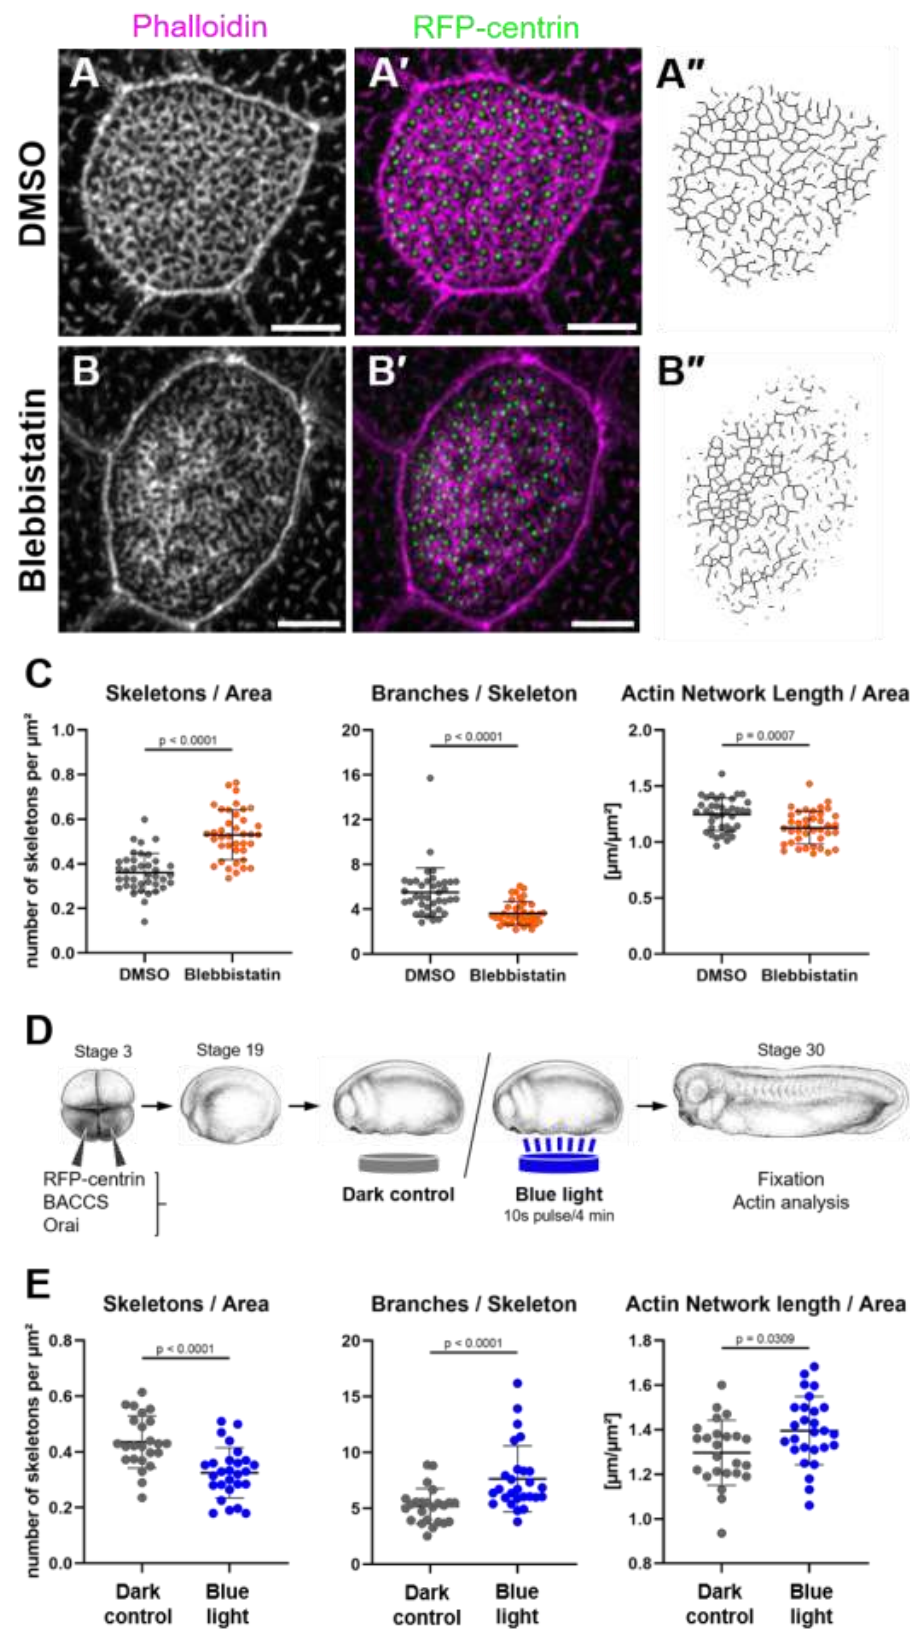 Phalloidin RFP-centrin
A A′ A″
DMSO
B B′ B″
Blebbistatin
C
Skeletons / Area
number of skeletons per µm²
1.0
0.8
0.6
0.4
0.2
0.0
p < 0.0001
DMSO Blebbistatin
Branches / Skeleton
20
16
12
8
4
0
p < 0.0001
DMSO Blebbistatin
Actin Network Length / Area
[µm/µm²]
2.0
1.5
1.0
0.5
0.0
p = 0.0007
DMSO Blebbistatin
D
Stage 3
Stage 19
Stage 30
RFP-centrin
BACCS
Orai
Dark control
Blue light
10s pulse/4 min
Fixation
Actin analysis
E
Skeletons / Area
number of skeletons per µm²
0.8
0.6
0.4
0.2
0.0
p < 0.0001
Dark Blue
control light
Branches / Skeleton
20
15
10
5
0
p < 0.0001
Dark Blue
control light
Actin Network length / Area
[µm/µm²]
1.8
1.6
1.4
1.2
1.0
0.8
p = 0.0309
Dark Blue
control light